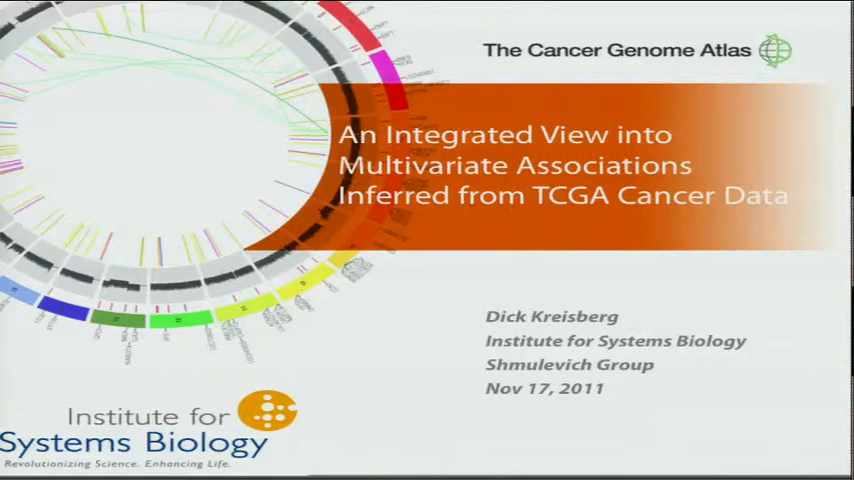 The Cancer Genome Atlas
An Integrated View into
Multivariate Associations
Inferred from TCGA Cancer Data
Dick Kreisberg
Institute for Systems Biology
Shmulevich Group
Nov 17, 2011
Institute for
Systems Biology
Revolutionizing Science. Enhancing Life.